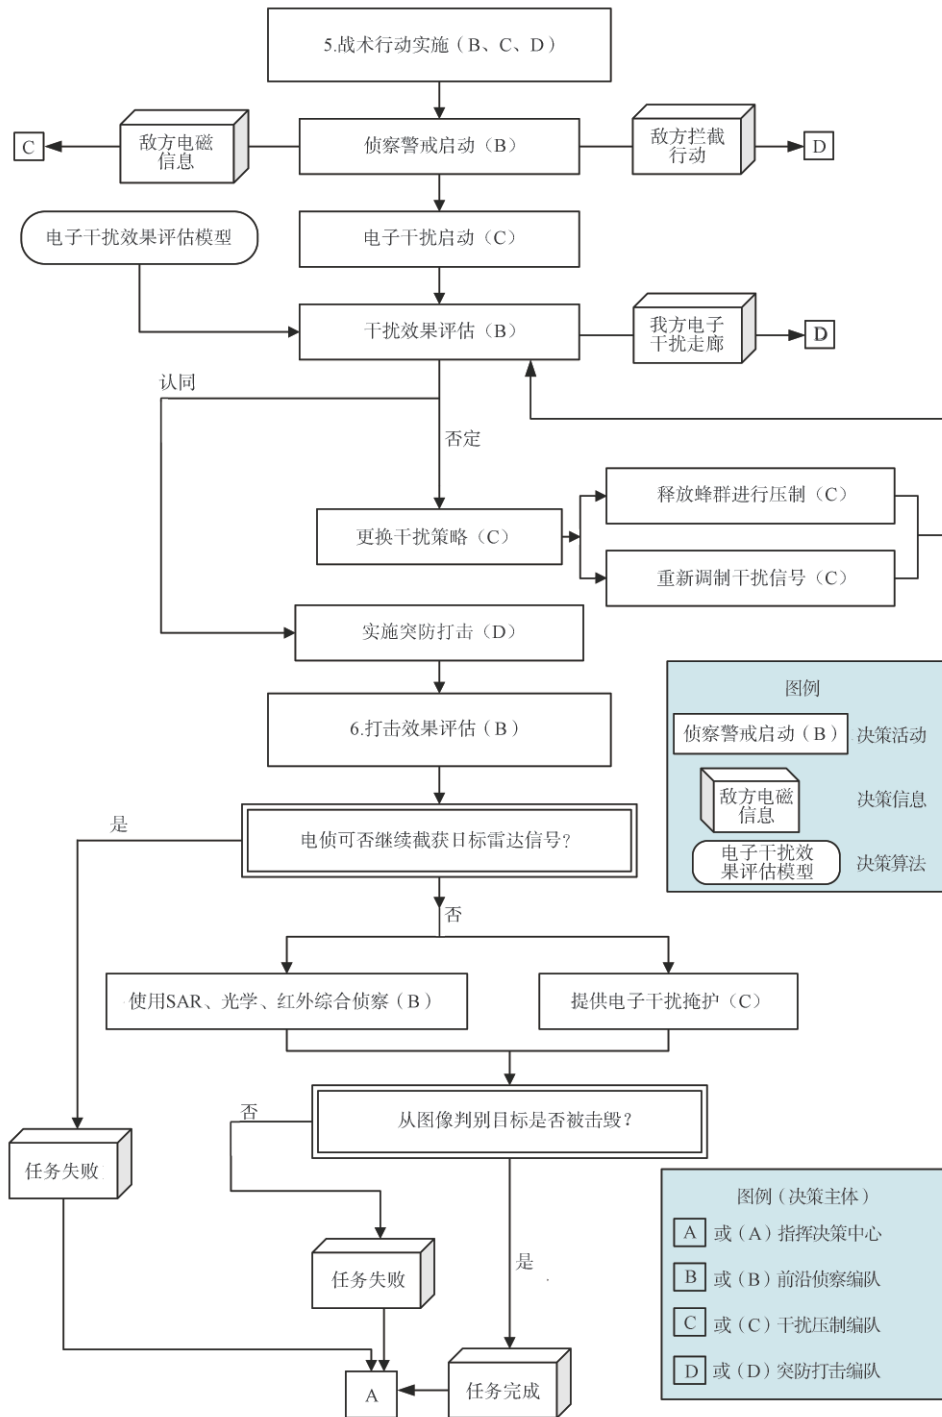 5.战术行动实施（B、C、D）
C
敌方电磁
信息
侦察警戒启动（B）
敌方拦截
行动
D
电子干扰效果评估模型
电子干扰启动（C）
干扰效果评估（B）
我方电子
干扰走廊
D
认同
否定
更换干扰策略（C）
释放蜂群进行压制（C）
重新调制干扰信号（C）
实施突防打击（D）
6.打击效果评估（B）
图例
侦察警戒启动（B）
决策活动
敌方电磁
信息
决策信息
电子干扰效
果评估模型
决策算法
是
电侦可否继续截获目标雷达信号？
否
使用SAR、光学、红外综合侦察（B）
提供电子干扰掩护（C）
否
从图像判别目标是否被击毁？
任务失败
任务失败
是
A
任务完成
图例（决策主体）
A 或（A）指挥决策中心
B 或（B）前沿侦察编队
C 或（C）干扰压制编队
D 或（D）突防打击编队